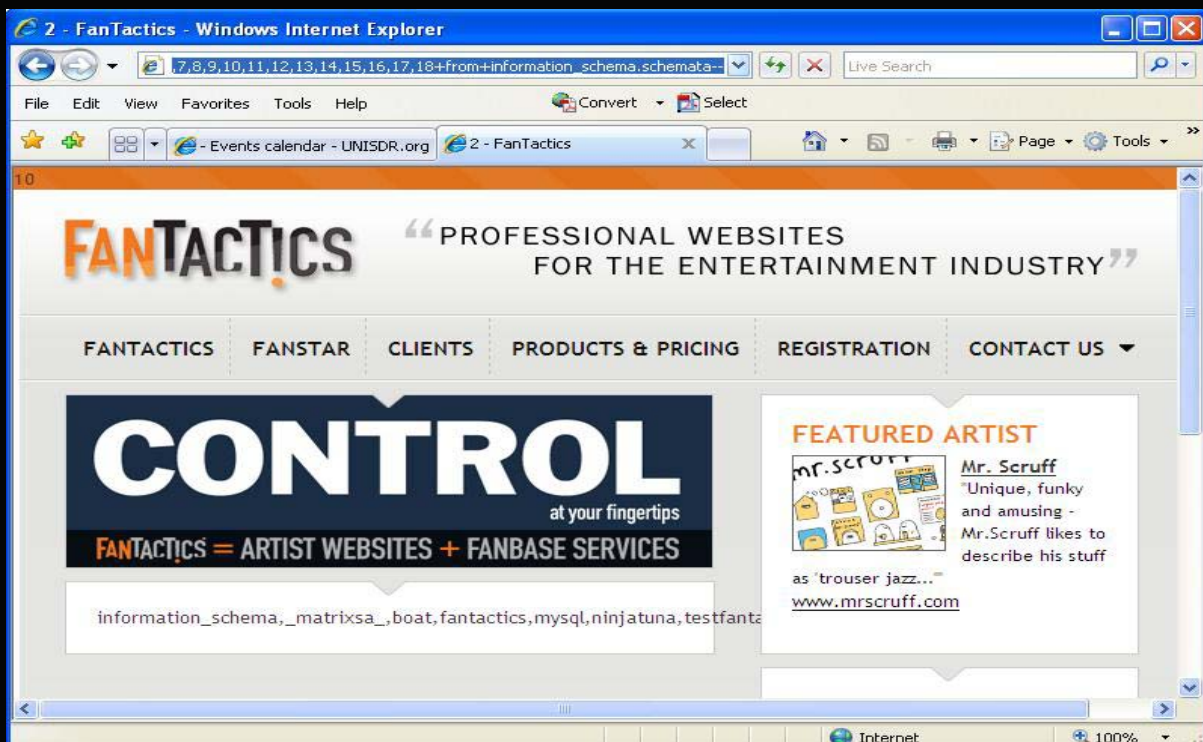 2 - FanTactics - Windows Internet Explorer
,7,8,9,10,11,12,13,14,15,16,17,18+from+information_schema.schemata--
Live Search
File Edit View Favorites Tools Help
Convert Select
- Events calendar - UNISDR.org
2 - FanTactics
Page Tools
10
FANTACTICS
“PROFESSIONAL WEBSITES
FOR THE ENTERTAINMENT INDUSTRY”
FANTACTICS FANSTAR CLIENTS PRODUCTS & PRICING REGISTRATION CONTACT US
CONTROL
at your fingertips
FANTACTICS = ARTIST WEBSITES + FANBASE SERVICES
information_schema,_matrixsa_,boat,fantactics,mysql,ninjatuna,testfanta
FEATURED ARTIST
mr.scruff
Mr. Scruff
"Unique, funky
and amusing -
Mr.Scruff likes to
describe his stuff
as 'trouser jazz..."
www.mrscruff.com
Internet
100%